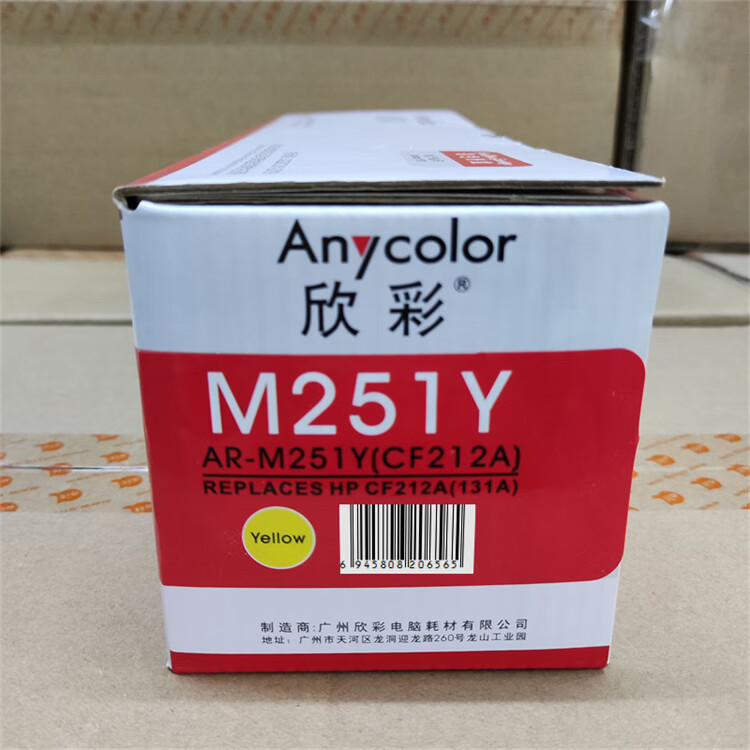 Anycolor
欣彩®
M251Y
AR-M251Y(CF212A)
REPLACES HP CF212A(131A)
Yellow
6 945808 206565
制造商:广州欣彩电脑耗材有限公司
地址: 广州市天河区龙洞迎龙路260号龙山工业园